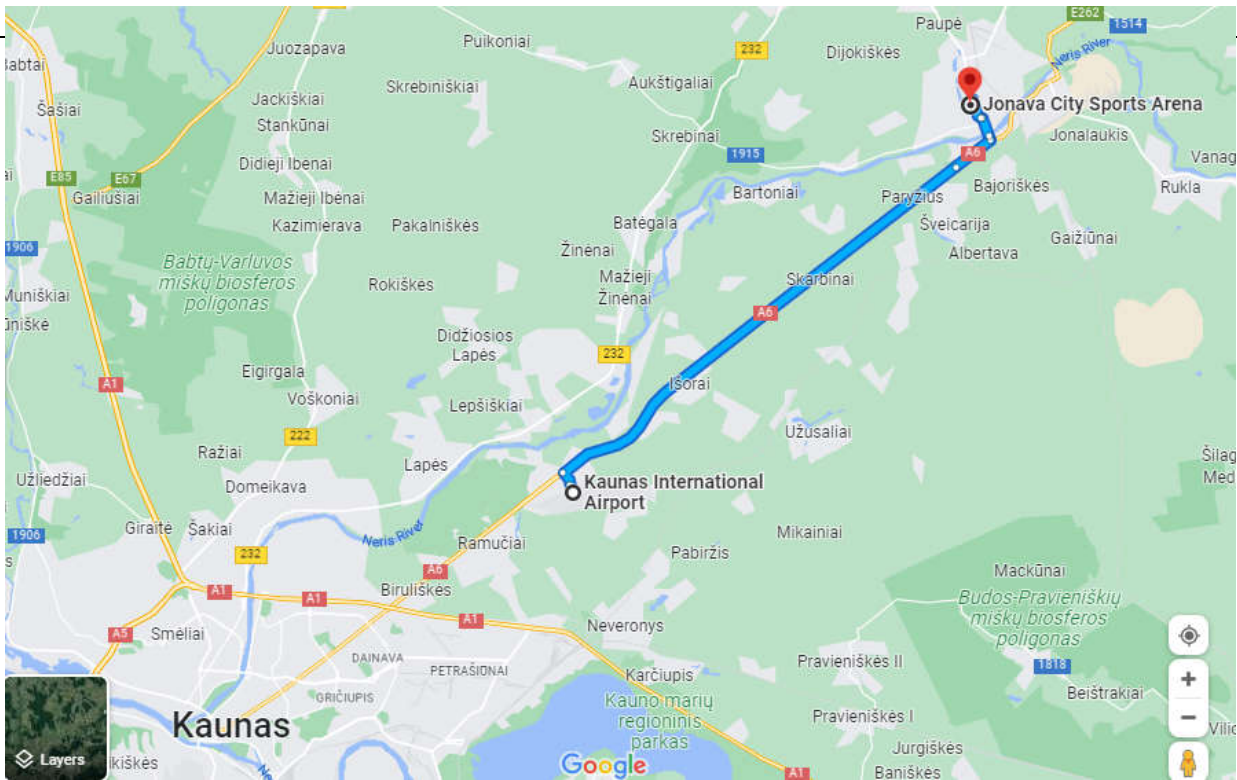 E262
Paupė
1514
Juozapava
Puikoniai
232
Dijokiškės
Neris River
Babtai
Skrebiniškiai
Aukštigaliai
Jackiškiai
Šašiai
Stankūnai
Jonava City Sports Arena
Skrebinai
Jonalaukis
Didieji Ibėnai
1915
A6
E85
E67
Bartoniai
Bajoriškės
Rukla
Gailiušiai
Mažieji Ibėnai
Paryžius
Kazimierava
Pakalniškės
Batėgala
Šveicarija
Gaižiūnai
1906
Žinėnai
Albertava
Babtų-Varluvos
miškų biosferos
poligonas
Mažieji
Žinėnai
Skarbinai
Rokiškės
Muniškiai
A6
Didžiosios
Lapės
232
Eigirgala
A1
Išorai
Voškoniai
Lepšiškiai
222
Užusaliai
Ražiai
Lapės
Užliedžiai
Domeikava
Kaunas International
Airport
Giraitė
Šakiai
1906
Neris River
Ramučiai
Mikainiai
232
Pabiržis
A6
Biruliškės
Mackūnai
A1
A1
A1
Budos-Pravieniškių
miškų biosferos
poligonas
A5
Smėliai
Neveronys
DAINAVA
PETRAŠIŪNAI
Pravieniškės II
1818
Karčiupis
GRIČIUPIS
Beištrakiai
Kauno marių
regioninis
parkas
Kaunas
Pravieniškės I
Jurgiškės
Layers
Google
A1
Baniškės